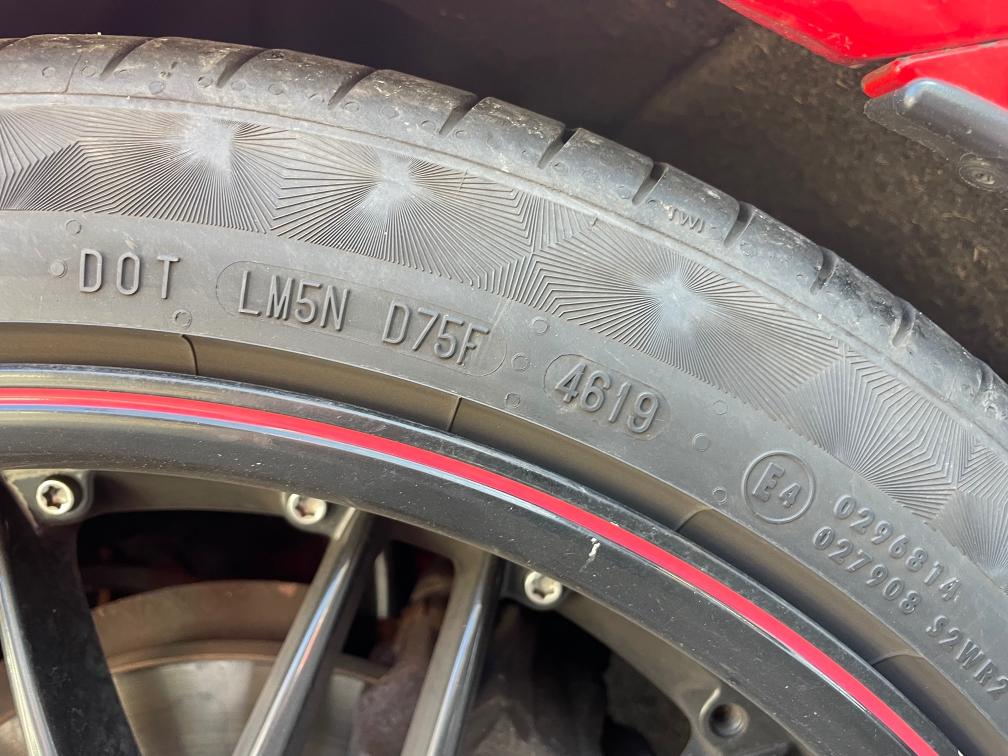 TWI
DOT LM5N D75F 4619
E4 0296814
027908 S2WR2